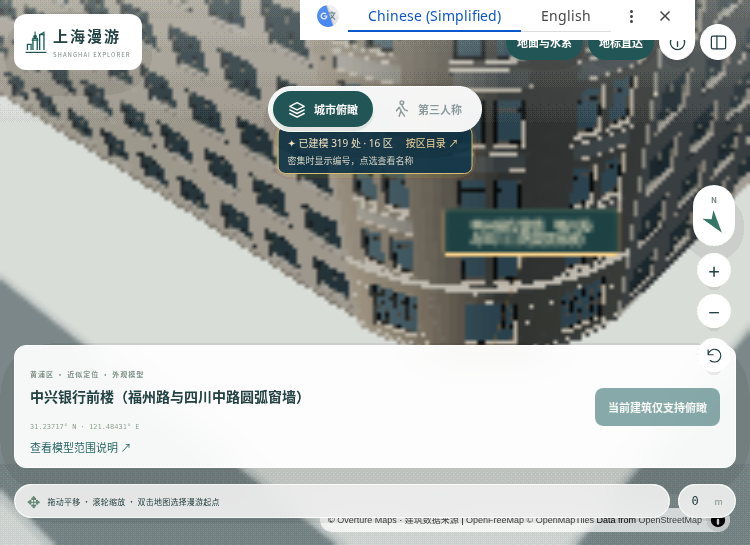 Chinese (Simplified)
English
上海漫游
SHANGHAI EXPLORER
地面与水系
地标直达
城市俯瞰
第三人称
✦ 已建模 319 处 · 16 区 按区目录 ↗
密集时显示编号，点选查看名称
N
+
−
黄浦区 · 近似定位 · 外观模型
中兴银行前楼（福州路与四川中路圆弧窗墙）
31.23717° N · 121.48431° E
查看模型范围说明 ↗
当前建筑仅支持俯瞰
拖动平移 · 滚轮缩放 · 双击地图选择漫游起点
0 m
© Overture Maps · 建筑数据来源 | OpenFreeMap © OpenMapTiles Data from OpenStreetMap